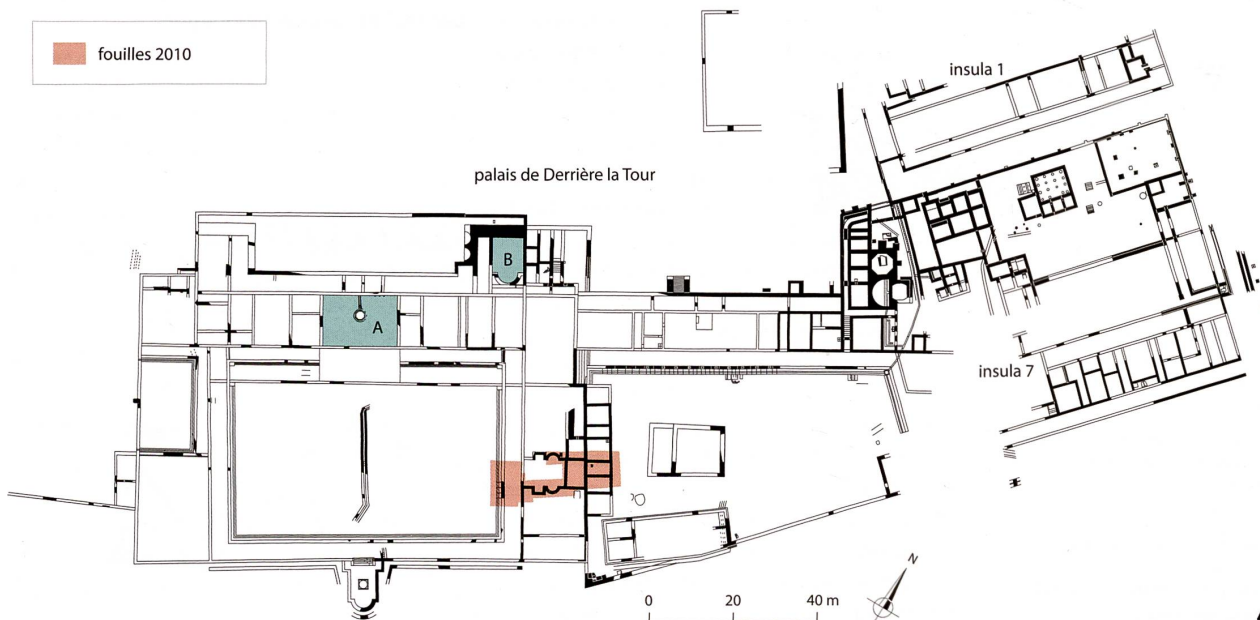 fouilles 2010
insula 1
palais de Derrière la Tour
B
A
insula 7
N
0 20 40 m